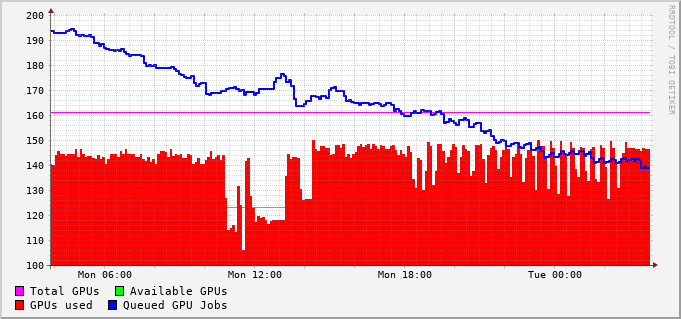 200
190
180
170
160
150
140
130
120
110
100
Mon 06:00 Mon 12:00 Mon 18:00 Tue 00:00
Total GPUs Available GPUs
GPUs used Queued GPU Jobs
RRDTOOL / TOBI OETIKER